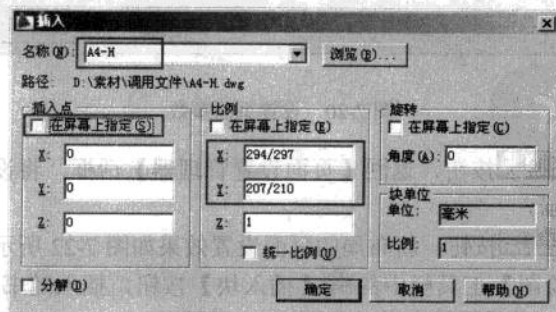 插入
名称(N): A4-H 浏览(B)...
路径: D:\素材\调用文件\A4-H.dwg
插入点 比例 旋转
在屏幕上指定(S) 在屏幕上指定(E) 在屏幕上指定(C)
X: 0 X: 294/297 角度(A): 0
Y: 0 Y: 207/210 块单位
单位: 毫米
Z: 0 Z: 1 比例: 1
统一比例(U)
分解(D) 确定 取消 帮助(H)